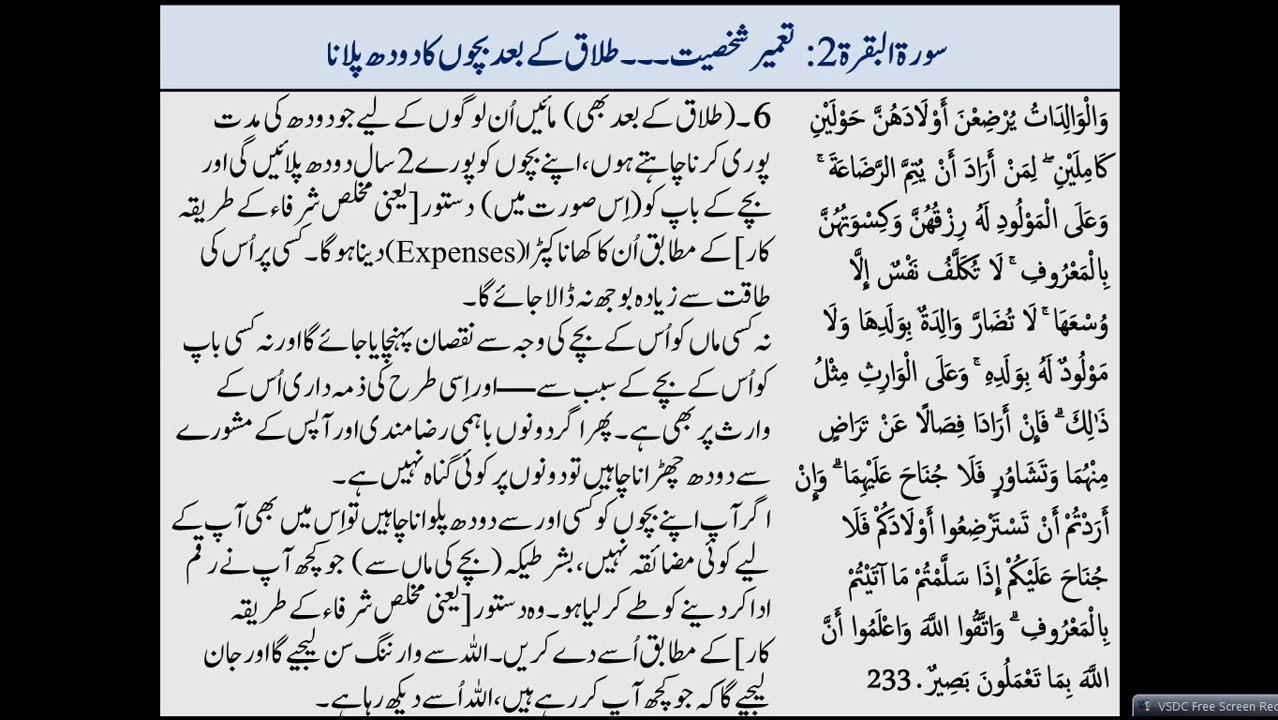 سورۃ البقرۃ 2: تعمیر شخصیت۔۔۔ طلاق کے بعد بچوں کا دودھ پلانا
وَالْوَالِدَاتُ يُرْضِعْنَ أَوْلَادَهُنَّ حَوْلَيْنِ
كَامِلَيْنِ ۖ لِمَنْ أَرَادَ أَنْ يُتِمَّ الرَّضَاعَةَ ۚ
وَعَلَى الْمَوْلُودِ لَهُ رِزْقُهُنَّ وَكِسْوَتُهُنَّ
بِالْمَعْرُوفِ ۚ لَا تُكَلَّفُ نَفْسٌ إِلَّا
وُسْعَهَا ۚ لَا تُضَارَّ وَالِدَةٌ بِوَلَدِهَا وَلَا
مَوْلُودٌ لَهُ بِوَلَدِهِ ۚ وَعَلَى الْوَارِثِ مِثْلُ
ذَٰلِكَ ۗ فَإِنْ أَرَادَا فِصَالًا عَنْ تَرَاضٍ
مِنْهُمَا وَتَشَاوُرٍ فَلَا جُنَاحَ عَلَيْهِمَا ۗ وَإِنْ
أَرَدْتُمْ أَنْ تَسْتَرْضِعُوا أَوْلَادَكُمْ فَلَا
جُنَاحَ عَلَيْكُمْ إِذَا سَلَّمْتُمْ مَا آتَيْتُمْ
بِالْمَعْرُوفِ ۗ وَاتَّقُوا اللَّهَ وَاعْلَمُوا أَنَّ
اللَّهَ بِمَا تَعْمَلُونَ بَصِيرٌ. 233
6۔ (طلاق کے بعد بھی) مائیں اُن لوگوں کے لیے جو دودھ کی مدت
پوری کرنا چاہتے ہوں، اپنے بچوں کو پورے 2 سال دودھ پلائیں گی اور
بچے کے باپ کو (اِس صورت میں) دستور [یعنی مخلص شرفاء کے طریقہ
کار] کے مطابق اُن کا کھانا کپڑا (Expenses) دینا ہو گا۔ کسی پر اُس کی
طاقت سے زیادہ بوجھ نہ ڈالا جائے گا۔
نہ کسی ماں کو اُس کے بچے کی وجہ سے نقصان پہنچایا جائے گا اور نہ کسی باپ
کو اُس کے بچے کے سبب سے ـــــ اور اِسی طرح کی ذمہ داری اُس کے
وارث پر بھی ہے۔ پھر اگر دونوں باہمی رضا مندی اور آپس کے مشورے
سے دودھ چھڑانا چاہیں تو دونوں پر کوئی گناہ نہیں ہے۔
اگر آپ اپنے بچوں کو کسی اور سے دودھ پلوانا چاہیں تو اِس میں بھی آپ کے
لیے کوئی مضائقہ نہیں، بشرطیکہ (بچے کی ماں سے) جو کچھ آپ نے رقم
ادا کر دینے کو طے کر لیا ہو۔ وہ دستور [یعنی مخلص شرفاء کے طریقہ
کار] کے مطابق اُسے دے کریں۔ اللہ سے وارننگ سن لیجیے گا اور جان
لیجیے گا کہ جو کچھ آپ کر رہے ہیں، اللہ اُسے دیکھ رہا ہے۔
VSDC Free Screen Rec